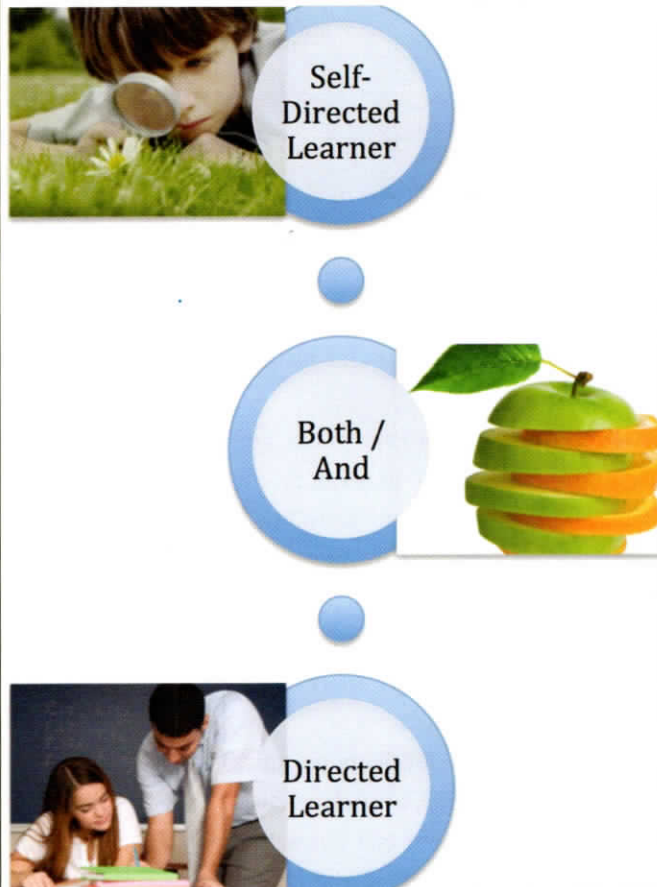 Self-
Directed
Learner
Both /
And
Directed
Learner